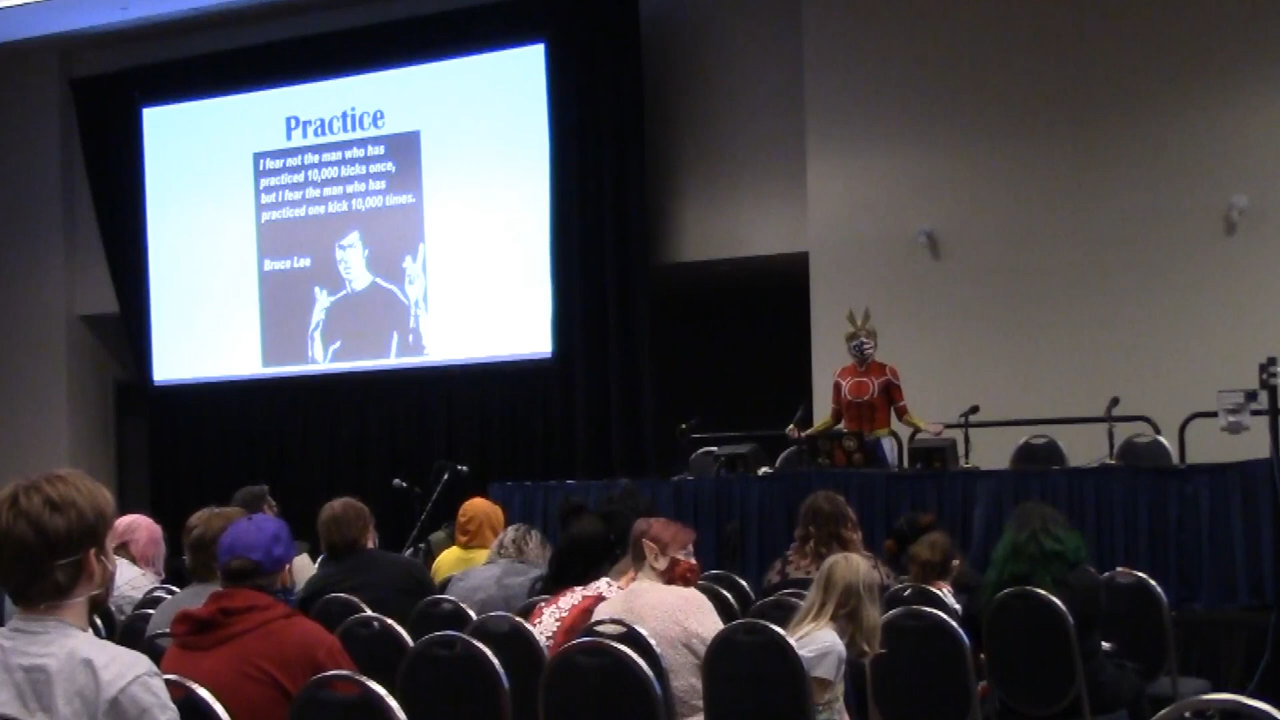 Practice
I fear not the man who has
practiced 10,000 kicks once,
but I fear the man who has
practiced one kick 10,000 times.
Bruce Lee